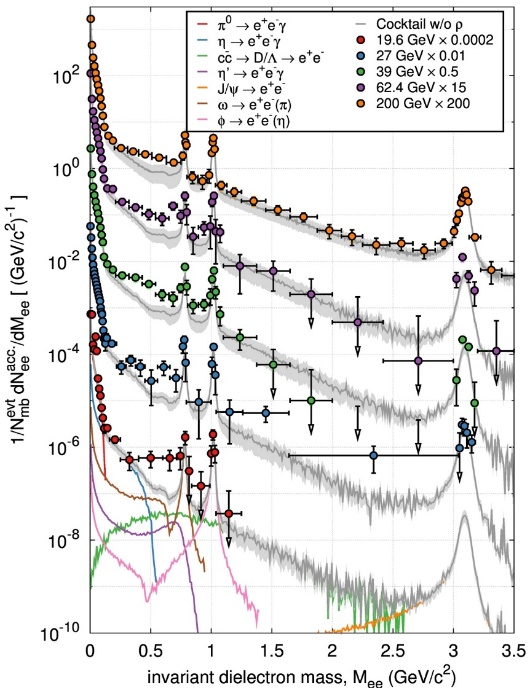 π⁰ → e⁺e⁻γ
η → e⁺e⁻γ
cc̄ → D/Λ → e⁺e⁻
η' → e⁺e⁻γ
J/ψ → e⁺e⁻
ω → e⁺e⁻(π)
ϕ → e⁺e⁻(η)
Cocktail w/o ρ
19.6 GeV × 0.0002
27 GeV × 0.01
39 GeV × 0.5
62.4 GeV × 15
200 GeV × 200
1/N_mb^evt dN_ee^acc./dM_ee [ (GeV/c²)⁻¹ ]
10²
10⁰
10⁻²
10⁻⁴
10⁻⁶
10⁻⁸
10⁻¹⁰
0 0.5 1 1.5 2 2.5 3 3.5
invariant dielectron mass, M_ee (GeV/c²)